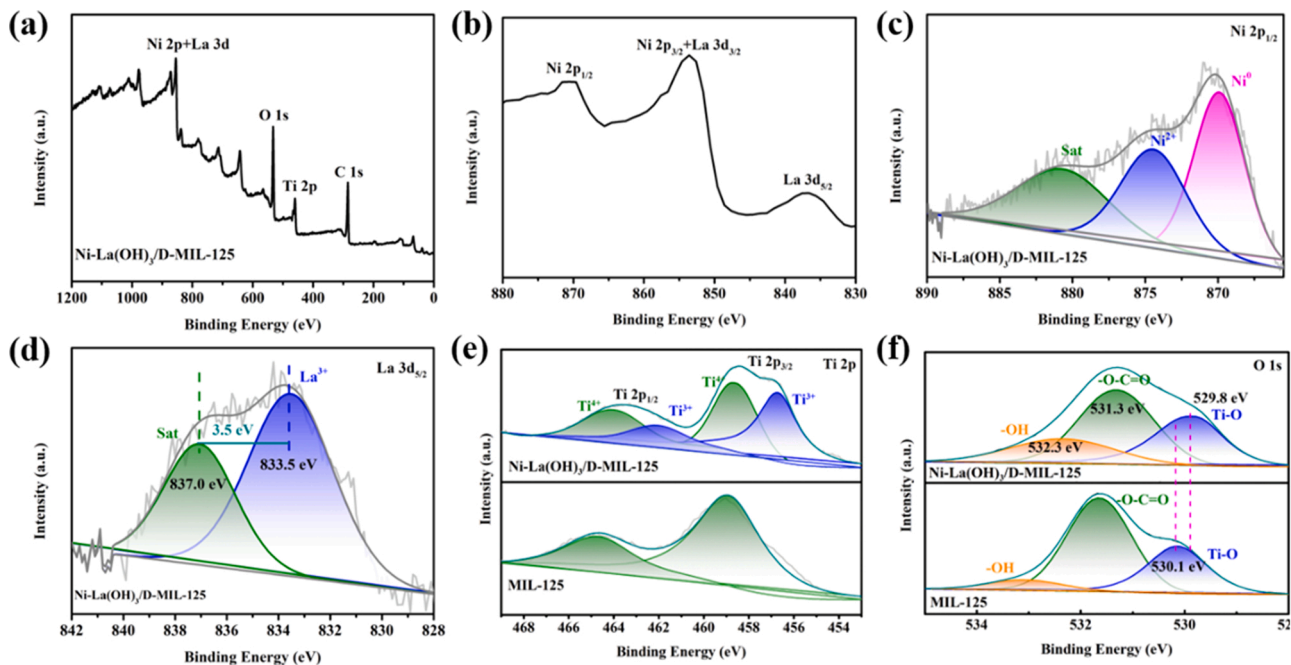 (a)
Ni 2p+La 3d
O 1s
Ti 2p
C 1s
Ni-La(OH)₃/D-MIL-125
Intensity (a.u.)
1200 1000 800 600 400 200 0
Binding Energy (eV)
(b)
Ni 2p₁/₂
Ni 2p₃/₂+La 3d₃/₂
La 3d₅/₂
Intensity (a.u.)
880 870 860 850 840 830
Binding Energy (eV)
(c)
Ni 2p₁/₂
Ni⁰
Ni²⁺
Sat
Ni-La(OH)₃/D-MIL-125
Intensity (a.u.)
890 885 880 875 870
Binding Energy (eV)
(d)
La 3d₅/₂
La³⁺
Sat
3.5 eV
833.5 eV
837.0 eV
Ni-La(OH)₃/D-MIL-125
Intensity (a.u.)
842 840 838 836 834 832 830 828
Binding Energy (eV)
(e)
Ti 2p
Ti 2p₃/₂
Ti 2p₁/₂
Ti⁴⁺
Ti³⁺
Ti⁴
Ti³⁺
Ni-La(OH)₃/D-MIL-125
MIL-125
Intensity (a.u.)
468 466 464 462 460 458 456 454
Binding Energy (eV)
(f)
O 1s
-O-C=O
531.3 eV
529.8 eV
Ti-O
-OH
532.3 eV
Ni-La(OH)₃/D-MIL-125
-O-C=O
Ti-O
530.1 eV
-OH
MIL-125
Intensity (a.u.)
534 532 530 52
Binding Energy (eV)